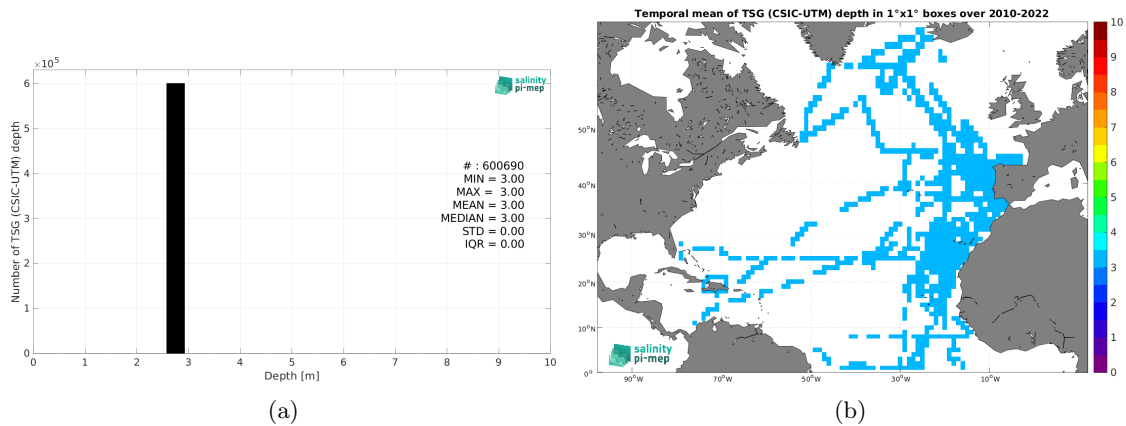 ×10⁵
6
5
4
3
2
1
0
Number of TSG (CSIC-UTM) depth
salinity
pi-mep
# : 600690
MIN = 3.00
MAX = 3.00
MEAN = 3.00
MEDIAN = 3.00
STD = 0.00
IQR = 0.00
0 1 2 3 4 5 6 7 8 9 10
Depth [m]
(a)
Temporal mean of TSG (CSIC-UTM) depth in 1°x1° boxes over 2010-2022
50°N
40°N
30°N
20°N
10°N
0°
90°W 70°W 50°W 30°W 10°W
salinity
pi-mep
10
9
8
7
6
5
4
3
2
1
0
(b)